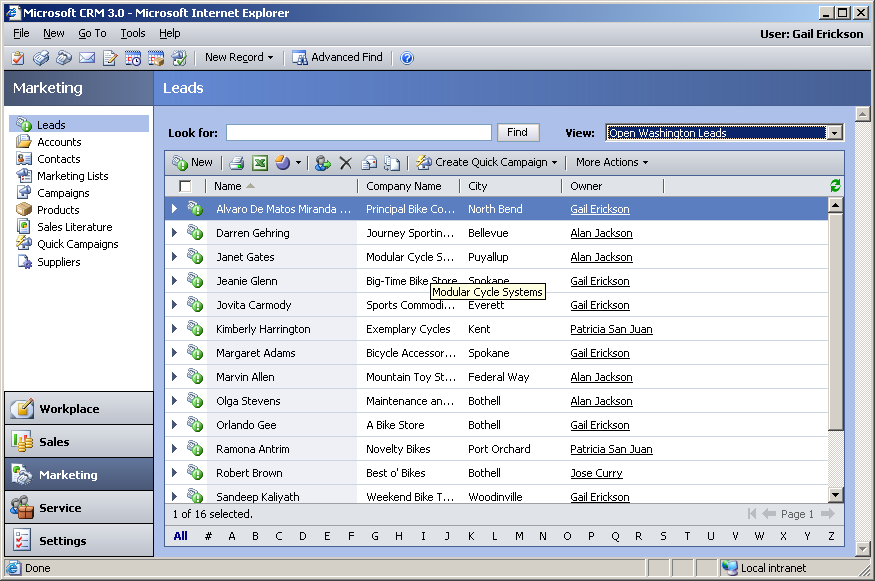 Microsoft CRM 3.0 - Microsoft Internet Explorer
File New Go To Tools Help User: Gail Erickson
New Record Advanced Find
Marketing Leads
Leads
Accounts
Contacts
Marketing Lists
Campaigns
Products
Sales Literature
Quick Campaigns
Suppliers
Workplace
Sales
Marketing
Service
Settings
Look for: Find View: Open Washington Leads
New Create Quick Campaign More Actions
Name Company Name City Owner
Alvaro De Matos Miranda ... Principal Bike Co... North Bend Gail Erickson
Darren Gehring Journey Sportin... Bellevue Alan Jackson
Janet Gates Modular Cycle S... Puyallup Alan Jackson
Jeanie Glenn Big-Time Bike Store Spokane Gail Erickson
Modular Cycle Systems
Jovita Carmody Sports Commodi... Everett Gail Erickson
Kimberly Harrington Exemplary Cycles Kent Patricia San Juan
Margaret Adams Bicycle Accessor... Spokane Gail Erickson
Marvin Allen Mountain Toy St... Federal Way Alan Jackson
Olga Stevens Maintenance an... Bothell Alan Jackson
Orlando Gee A Bike Store Bothell Gail Erickson
Ramona Antrim Novelty Bikes Port Orchard Patricia San Juan
Robert Brown Best o' Bikes Bothell Jose Curry
Sandeep Kaliyath Weekend Bike T... Woodinville Gail Erickson
1 of 16 selected. Page 1
All # A B C D E F G H I J K L M N O P Q R S T U V W X Y Z
Done Local intranet